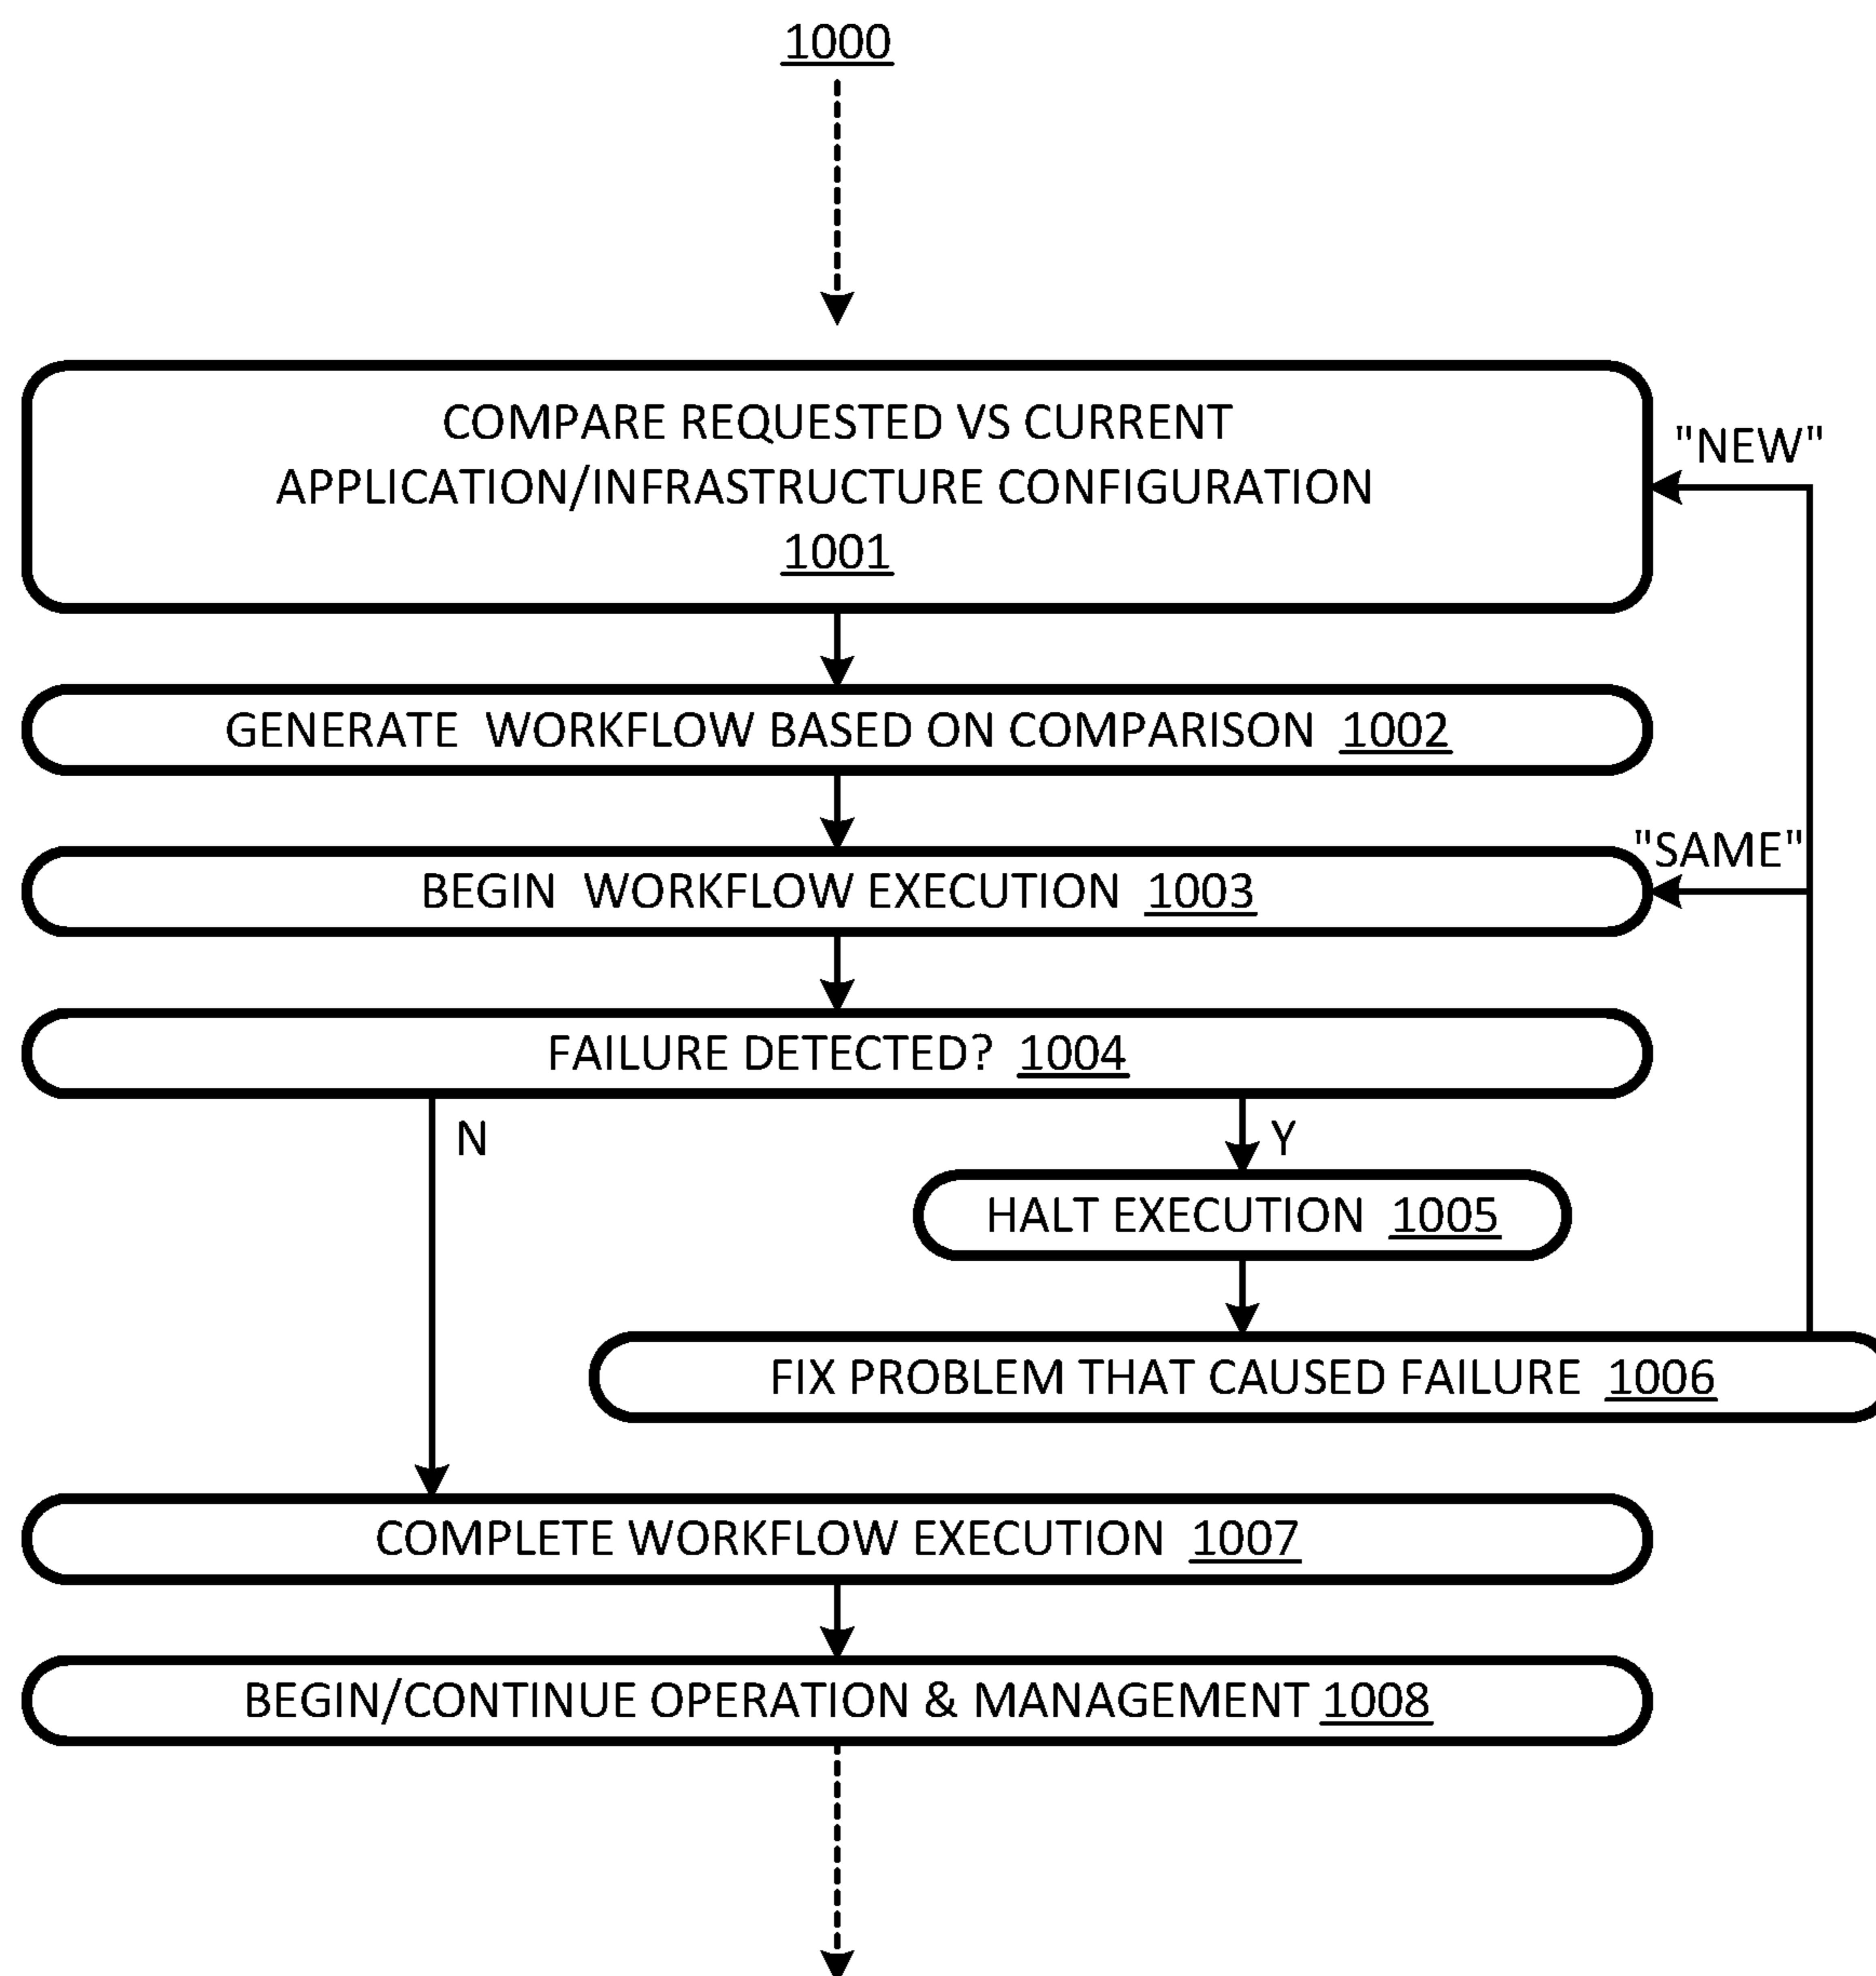 1000
COMPARE REQUESTED VS CURRENT
APPLICATION/INFRASTRUCTURE CONFIGURATION
1001
"NEW"
GENERATE WORKFLOW BASED ON COMPARISON 1002
"SAME"
BEGIN WORKFLOW EXECUTION 1003
FAILURE DETECTED? 1004
N
Y
HALT EXECUTION 1005
FIX PROBLEM THAT CAUSED FAILURE 1006
COMPLETE WORKFLOW EXECUTION 1007
BEGIN/CONTINUE OPERATION & MANAGEMENT 1008